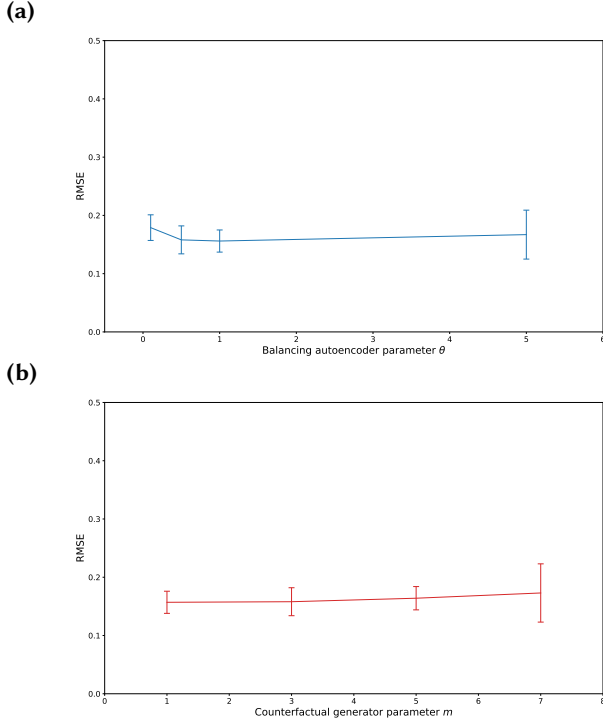 (a)
0.5
0.4
0.3
0.2
0.1
0.0
RMSE
0 1 2 3 4 5 6
Balancing autoencoder parameter θ
(b)
0.5
0.4
0.3
0.2
0.1
0.0
RMSE
0 1 2 3 4 5 6 7 8
Counterfactual generator parameter m